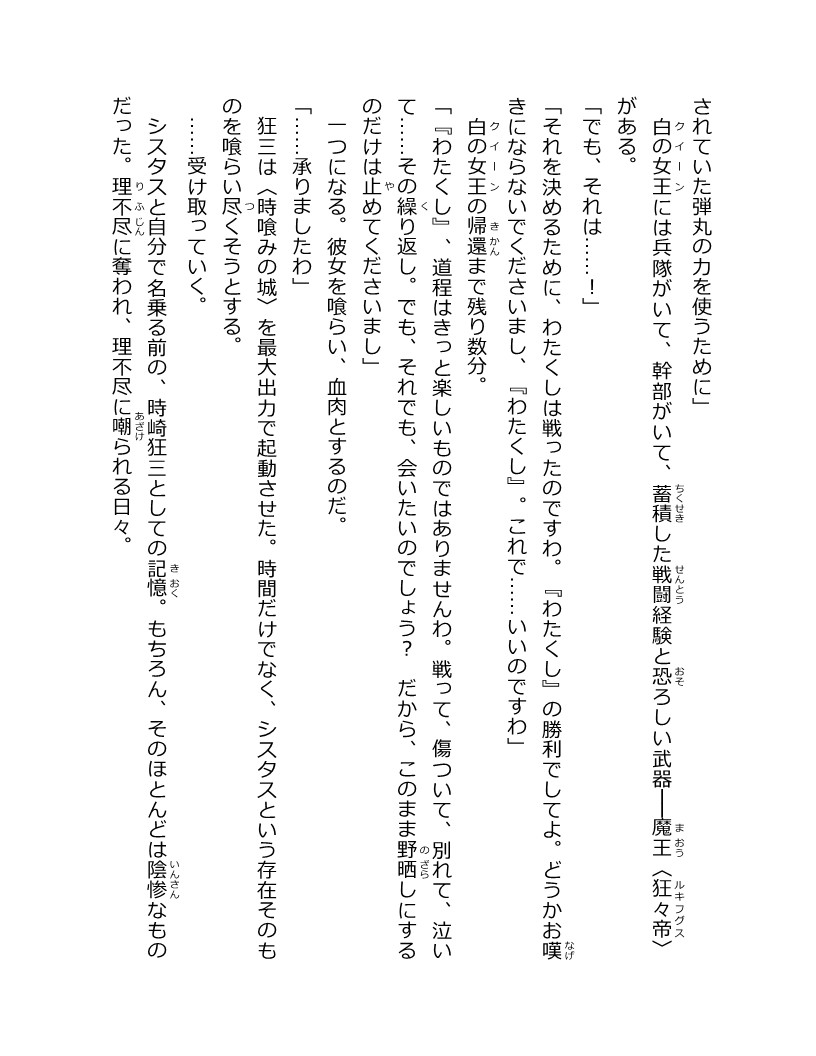 されていた弾丸の力を使うために」
　白の女王には兵隊がいて、幹部がいて、蓄積した戦闘経験と恐ろしい武器──魔王〈狂々帝〉
がある。
「でも、それは……！」
「それを決めるために、わたくしは戦ったのですわ。『わたくし』の勝利でしてよ。どうかお嘆
きにならないでくださいまし、『わたくし』。これで……いいのですわ」
　白の女王の帰還まで残り数分。
「『わたくし』、道程はきっと楽しいものではありませんわ。戦って、傷ついて、別れて、泣い
て……その繰り返し。でも、それでも、会いたいのでしょう？　だから、このまま野晒しにする
のだけは止めてくださいまし」
　一つになる。彼女を喰らい、血肉とするのだ。
「……承りましたわ」
　狂三は〈時喰みの城〉を最大出力で起動させた。時間だけでなく、シスタスという存在そのも
のを喰らい尽くそうとする。
　……受け取っていく。
　シスタスと自分で名乗る前の、時崎狂三としての記憶。もちろん、そのほとんどは陰惨なもの
だった。理不尽に奪われ、理不尽に嘲られる日々。